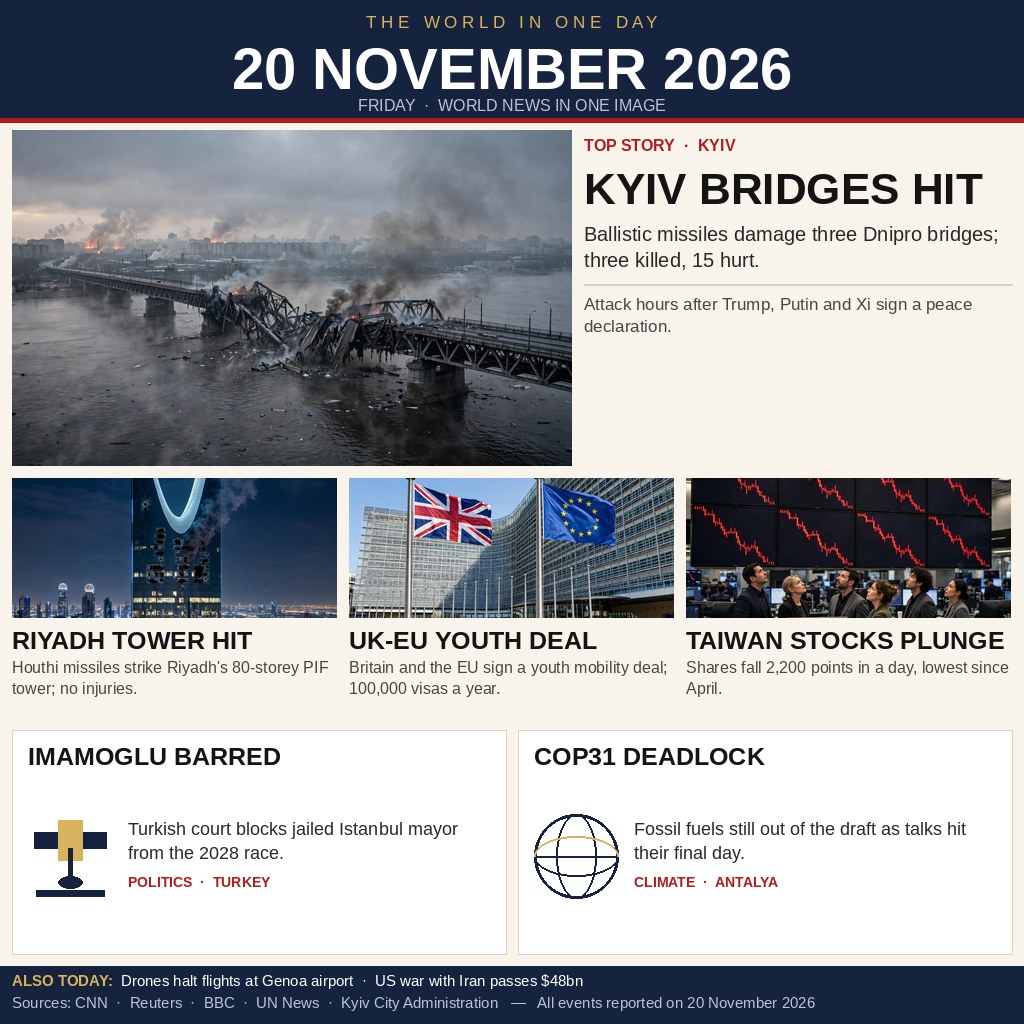 THE WORLD IN ONE DAY
20 NOVEMBER 2026
FRIDAY · WORLD NEWS IN ONE IMAGE
TOP STORY · KYIV
KYIV BRIDGES HIT
Ballistic missiles damage three Dnipro bridges;
three killed, 15 hurt.
Attack hours after Trump, Putin and Xi sign a peace
declaration.
RIYADH TOWER HIT
Houthi missiles strike Riyadh's 80-storey PIF
tower; no injuries.
UK-EU YOUTH DEAL
Britain and the EU sign a youth mobility deal;
100,000 visas a year.
TAIWAN STOCKS PLUNGE
Shares fall 2,200 points in a day, lowest since
April.
IMAMOGLU BARRED
Turkish court blocks jailed Istanbul mayor
from the 2028 race.
POLITICS · TURKEY
COP31 DEADLOCK
Fossil fuels still out of the draft as talks hit
their final day.
CLIMATE · ANTALYA
ALSO TODAY: Drones halt flights at Genoa airport · US war with Iran passes $48bn
Sources: CNN · Reuters · BBC · UN News · Kyiv City Administration — All events reported on 20 November 2026